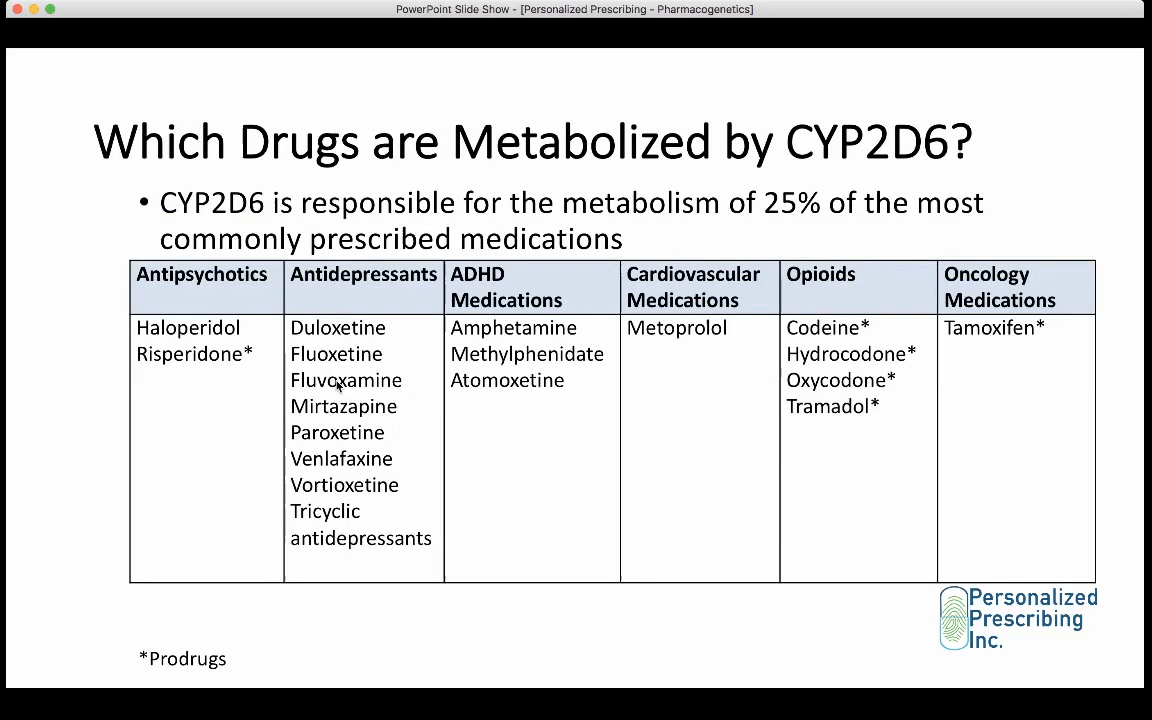 PowerPoint Slide Show - [Personalized Prescribing - Pharmacogenetics]
Which Drugs are Metabolized by CYP2D6?
• CYP2D6 is responsible for the metabolism of 25% of the most
commonly prescribed medications
Antipsychotics
Haloperidol
Risperidone*
Antidepressants
Duloxetine
Fluoxetine
Fluvoxamine
Mirtazapine
Paroxetine
Venlafaxine
Vortioxetine
Tricyclic
antidepressants
ADHD
Medications
Amphetamine
Methylphenidate
Atomoxetine
Cardiovascular
Medications
Metoprolol
Opioids
Codeine*
Hydrocodone*
Oxycodone*
Tramadol*
Oncology
Medications
Tamoxifen*
Personalized
Prescribing
Inc.
*Prodrugs